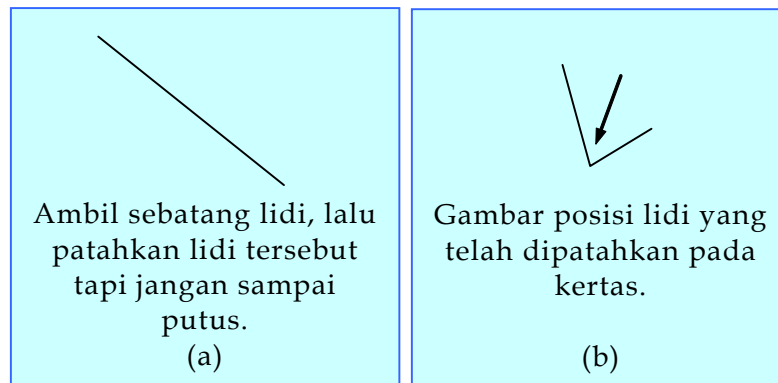 Ambil sebatang lidi, lalu
patahkan lidi tersebut
tapi jangan sampai
putus.
(a)
Gambar posisi lidi yang
telah dipatahkan pada
kertas.
(b)